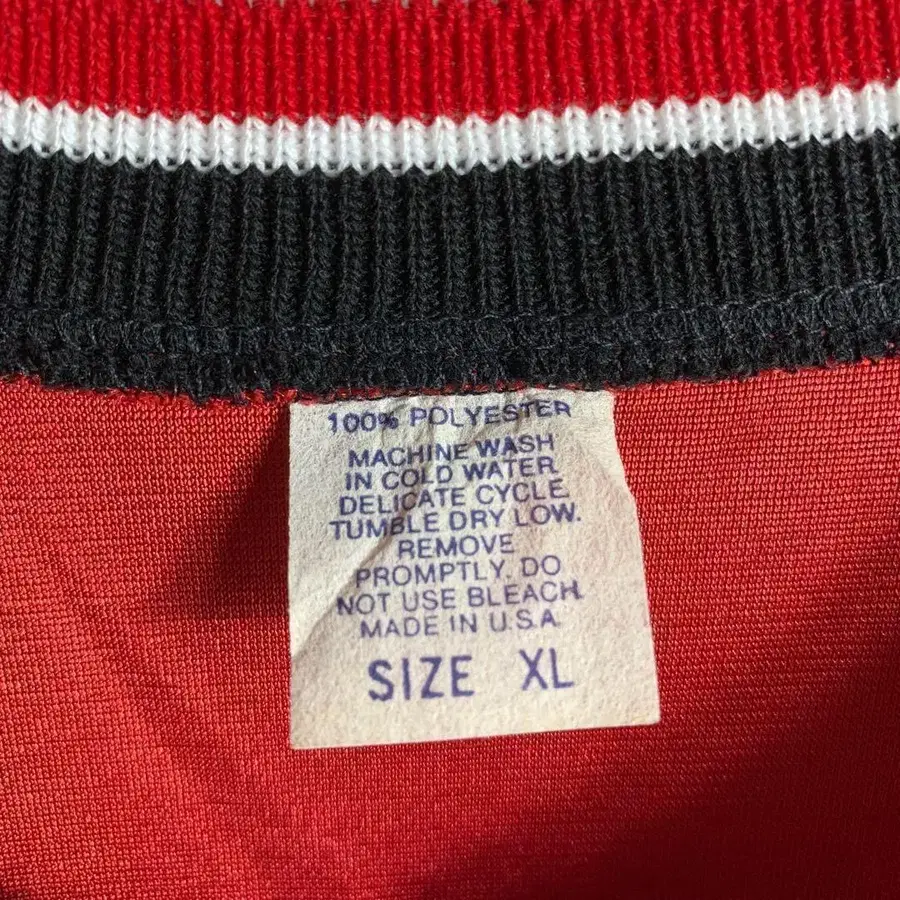 100% POLYESTER
MACHINE WASH
IN COLD WATER
DELICATE CYCLE.
TUMBLE DRY LOW.
REMOVE
PROMPTLY. DO
NOT USE BLEACH.
MADE IN U.S.A.
SIZE XL